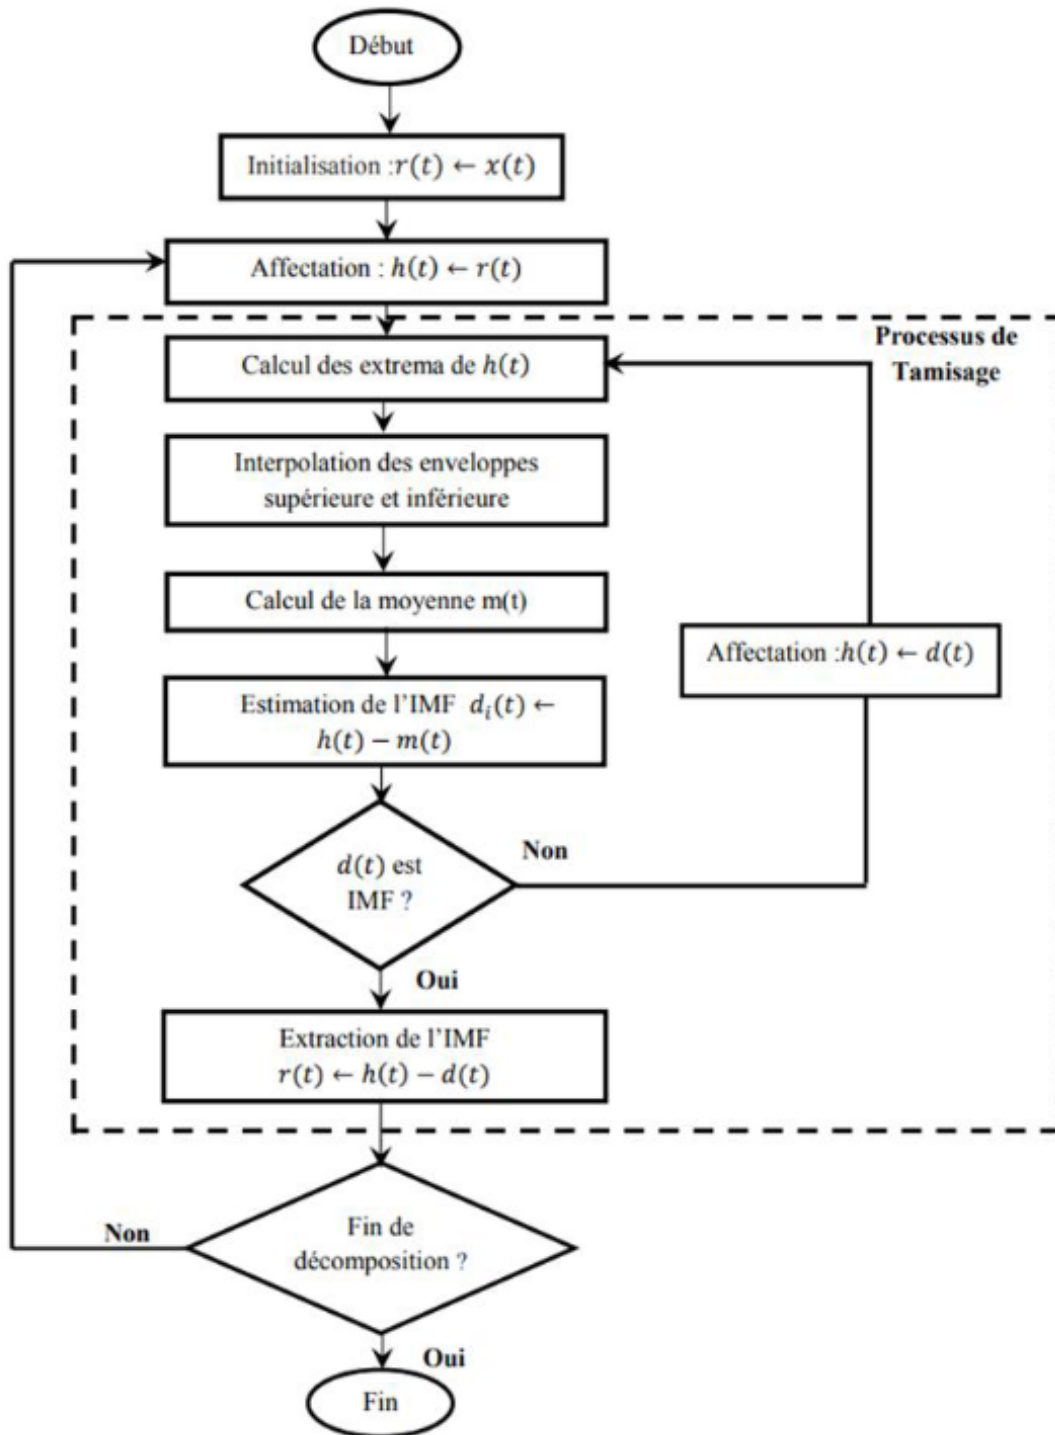 Début
Initialisation :r(t) ← x(t)
Affectation : h(t) ← r(t)
Processus de
Tamisage
Calcul des extrema de h(t)
Interpolation des enveloppes
supérieure et inférieure
Calcul de la moyenne m(t)
Affectation :h(t) ← d(t)
Estimation de l’IMF dᵢ(t) ←
h(t) − m(t)
d(t) est
IMF ?
Non
Oui
Extraction de l’IMF
r(t) ← h(t) − d(t)
Fin de
décomposition ?
Non
Oui
Fin